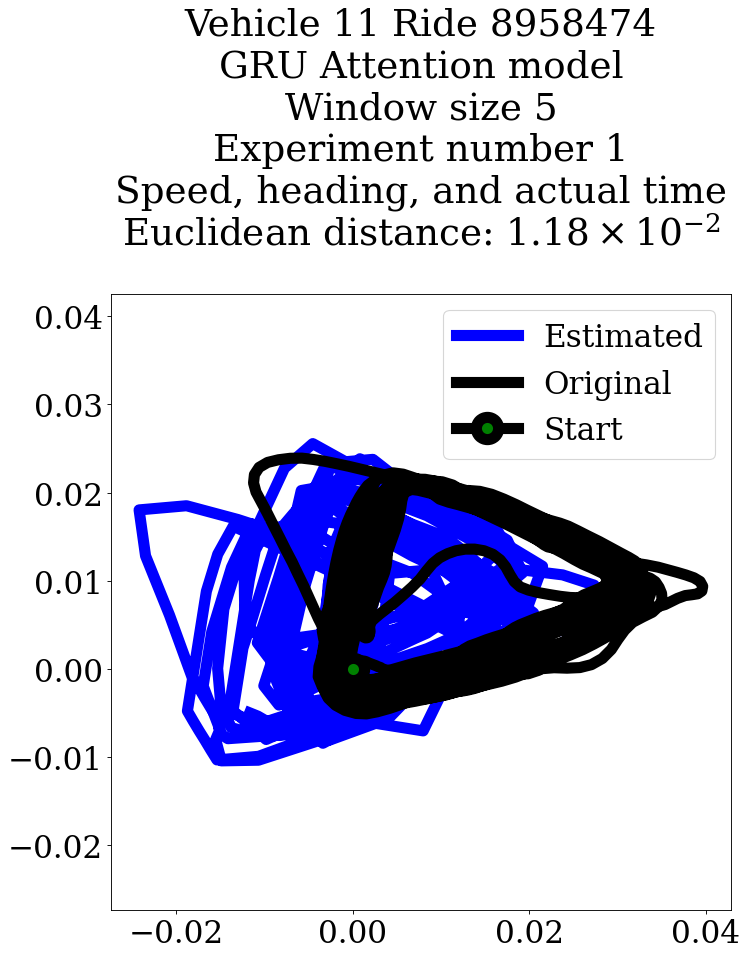 Vehicle 11 Ride 8958474
GRU Attention model
Window size 5
Experiment number 1
Speed, heading, and actual time
Euclidean distance: 1.18 × 10⁻²
Estimated
Original
Start
0.04
0.03
0.02
0.01
0.00
−0.01
−0.02
−0.02 0.00 0.02 0.04